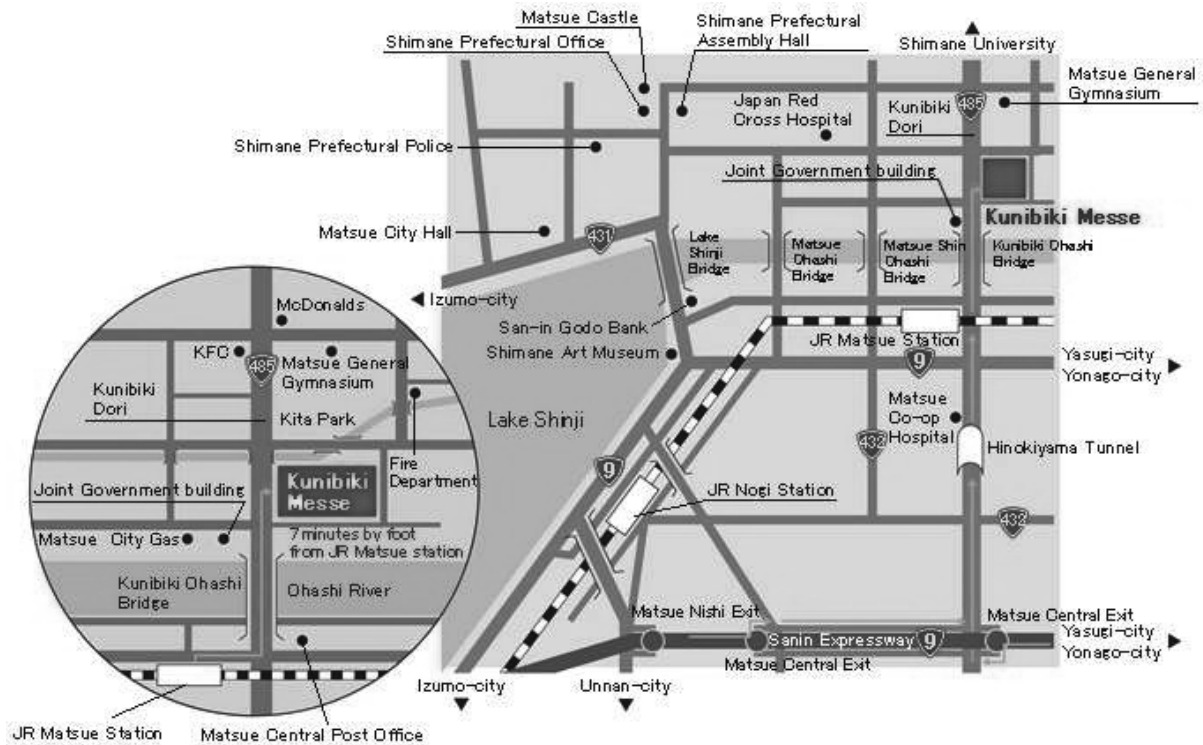 Matsue Castle
Shimane Prefectural Office
Shimane Prefectural
Assembly Hall
Shimane University
Matsue General
Gymnasium
Japan Red
Cross Hospital
Kunibiki
Dori
485
Shimane Prefectural Police
Joint Government building
Kunibiki Messe
Matsue City Hall
431
Lake
Shinji
Bridge
Matsue
Ohashi
Bridge
Matsue Shin
Ohashi
Bridge
Kunibiki Ohashi
Bridge
Izumo-city
San-in Godo Bank
Shimane Art Museum
JR Matsue Station
9
Yasugi-city
Yonago-city
Lake Shinji
Matsue
Co-op
Hospital
432
Hinokiyama Tunnel
9
JR Nogi Station
432
Matsue Nishi Exit
Matsue Central Exit
Sanin Expressway
9
Matsue Central Exit
Yasugi-city
Yonago-city
Izumo-city
Unnan-city
McDonalds
KFC
485
Matsue General
Gymnasium
Kunibiki
Dori
Kita Park
Fire
Department
Joint Government building
Kunibiki
Messe
Matsue City Gas
7 minutes by foot
from JR Matsue station
Kunibiki Ohashi
Bridge
Ohashi River
JR Matsue Station
Matsue Central Post Office